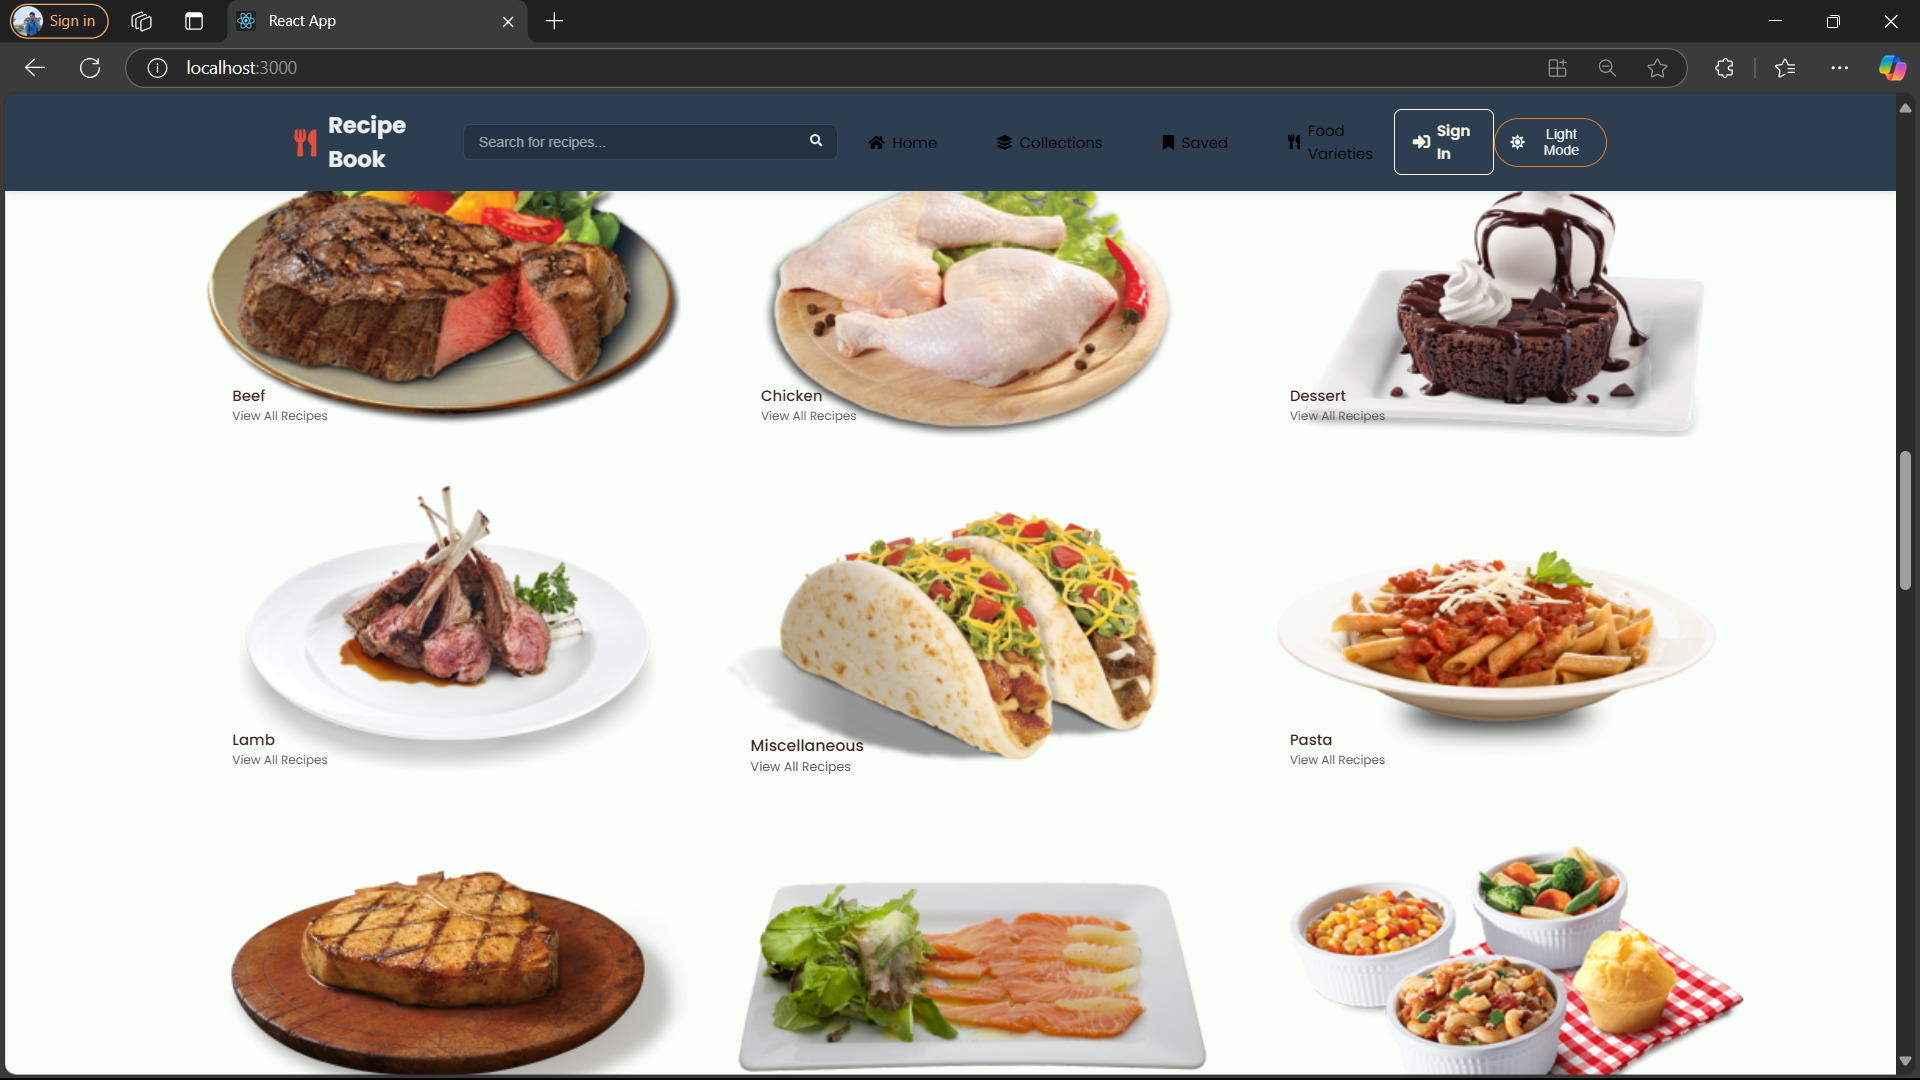 Sign in
React App
localhost:3000
Recipe
Book
Search for recipes...
Home
Collections
Saved
Food
Varieties
Sign
In
Light
Mode
Beef
View All Recipes
Chicken
View All Recipes
Dessert
View All Recipes
Lamb
View All Recipes
Miscellaneous
View All Recipes
Pasta
View All Recipes